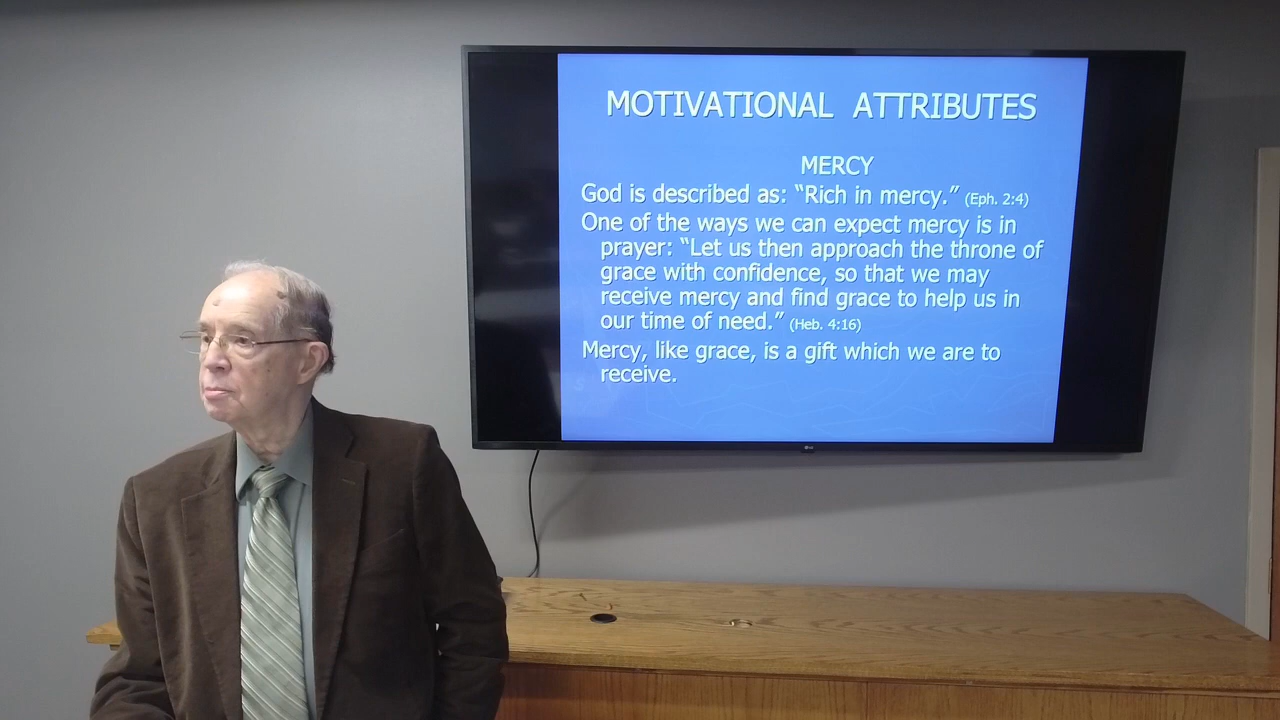 MOTIVATIONAL ATTRIBUTES
MERCY
God is described as: “Rich in mercy.” (Eph. 2:4)
One of the ways we can expect mercy is in
prayer: “Let us then approach the throne of
grace with confidence, so that we may
receive mercy and find grace to help us in
our time of need.” (Heb. 4:16)
Mercy, like grace, is a gift which we are to
receive.
LG